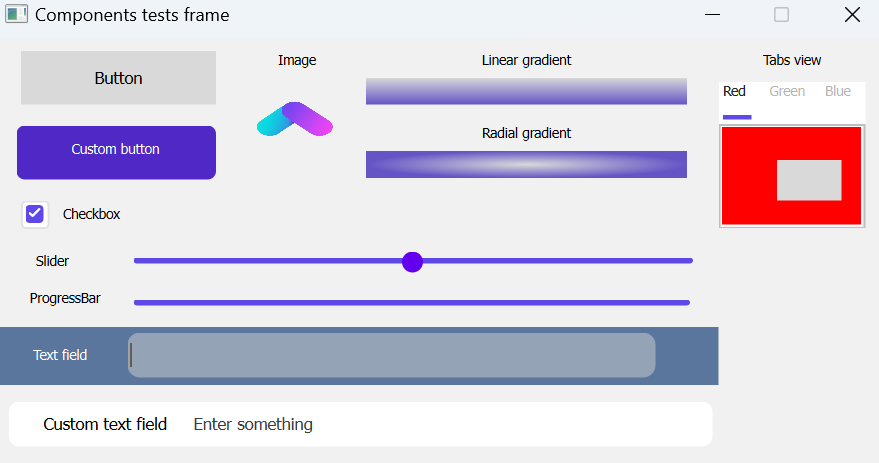 Components tests frame
Button
Image
Linear gradient
Tabs view
Red Green Blue
Custom button
Radial gradient
Checkbox
Slider
ProgressBar
Text field
Custom text field Enter something